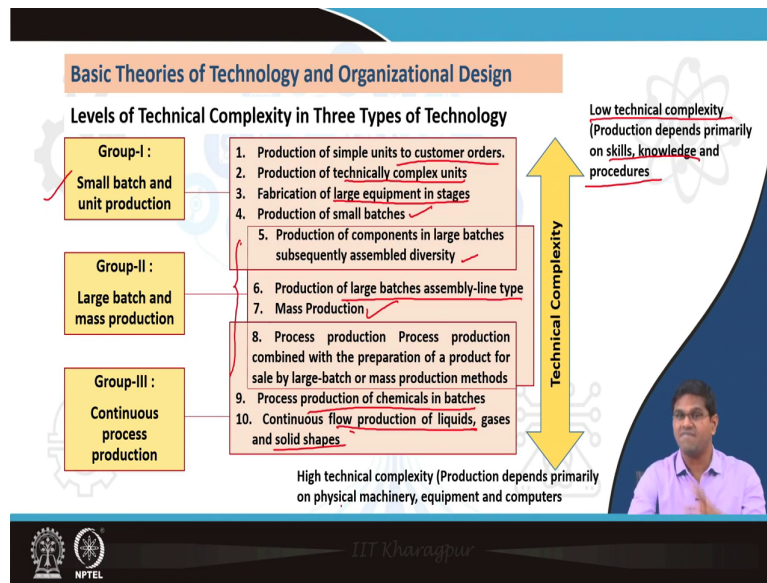 Basic Theories of Technology and Organizational Design
Levels of Technical Complexity in Three Types of Technology
Group-I :
Small batch and
unit production
Group-II :
Large batch and
mass production
Group-III :
Continuous
process
production
1. Production of simple units to customer orders.
2. Production of technically complex units
3. Fabrication of large equipment in stages
4. Production of small batches
5. Production of components in large batches
subsequently assembled diversity
6. Production of large batches assembly-line type
7. Mass Production
8. Process production Process production
combined with the preparation of a product for
sale by large-batch or mass production methods
9. Process production of chemicals in batches
10. Continuous flow production of liquids, gases
and solid shapes
Technical Complexity
Low technical complexity
(Production depends primarily
on skills, knowledge and
procedures
High technical complexity (Production depends primarily
on physical machinery, equipment and computers
IIT Kharagpur
NPTEL